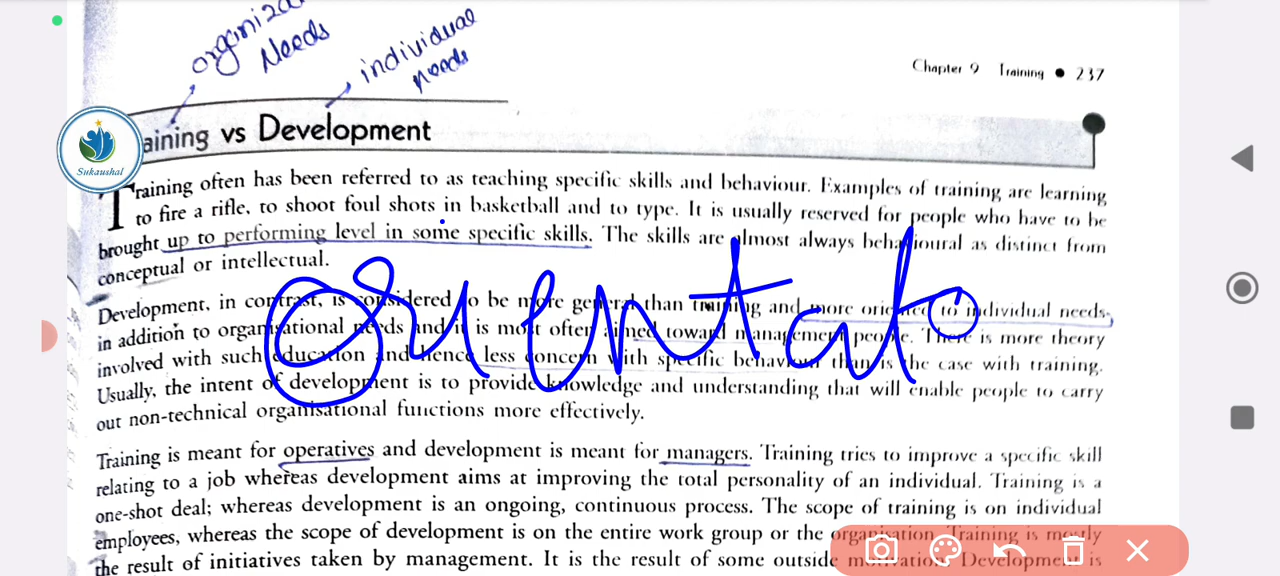 Needs
individual
needs
Chapter 9 Training ● 237
aining vs Development
Sukaushal
Training often has been referred to as teaching specific skills and behaviour. Examples of training are learning
to fire a rifle, to shoot foul shots in basketball and to type. It is usually reserved for people who have to be
brought up to performing level in some specific skills. The skills are almost always behavioural as distinct from
conceptual or intellectual.
Orientato
Development, in contrast, is considered to be more general than training and more oriented to individual needs,
in addition to organisational needs and it is most often aimed toward management people. There is more theory
involved with such education and hence less concern with specific behaviour than is the case with training.
Usually, the intent of development is to provide knowledge and understanding that will enable people to carry
out non-technical organisational functions more effectively.
Training is meant for operatives and development is meant for managers. Training tries to improve a specific skill
relating to a job whereas development aims at improving the total personality of an individual. Training is a
one-shot deal; whereas development is an ongoing, continuous process. The scope of training is on individual
employees, whereas the scope of development is on the entire work group or the organisation. Training is mostly
the result of initiatives taken by management. It is the result of some outside motivation. Development is